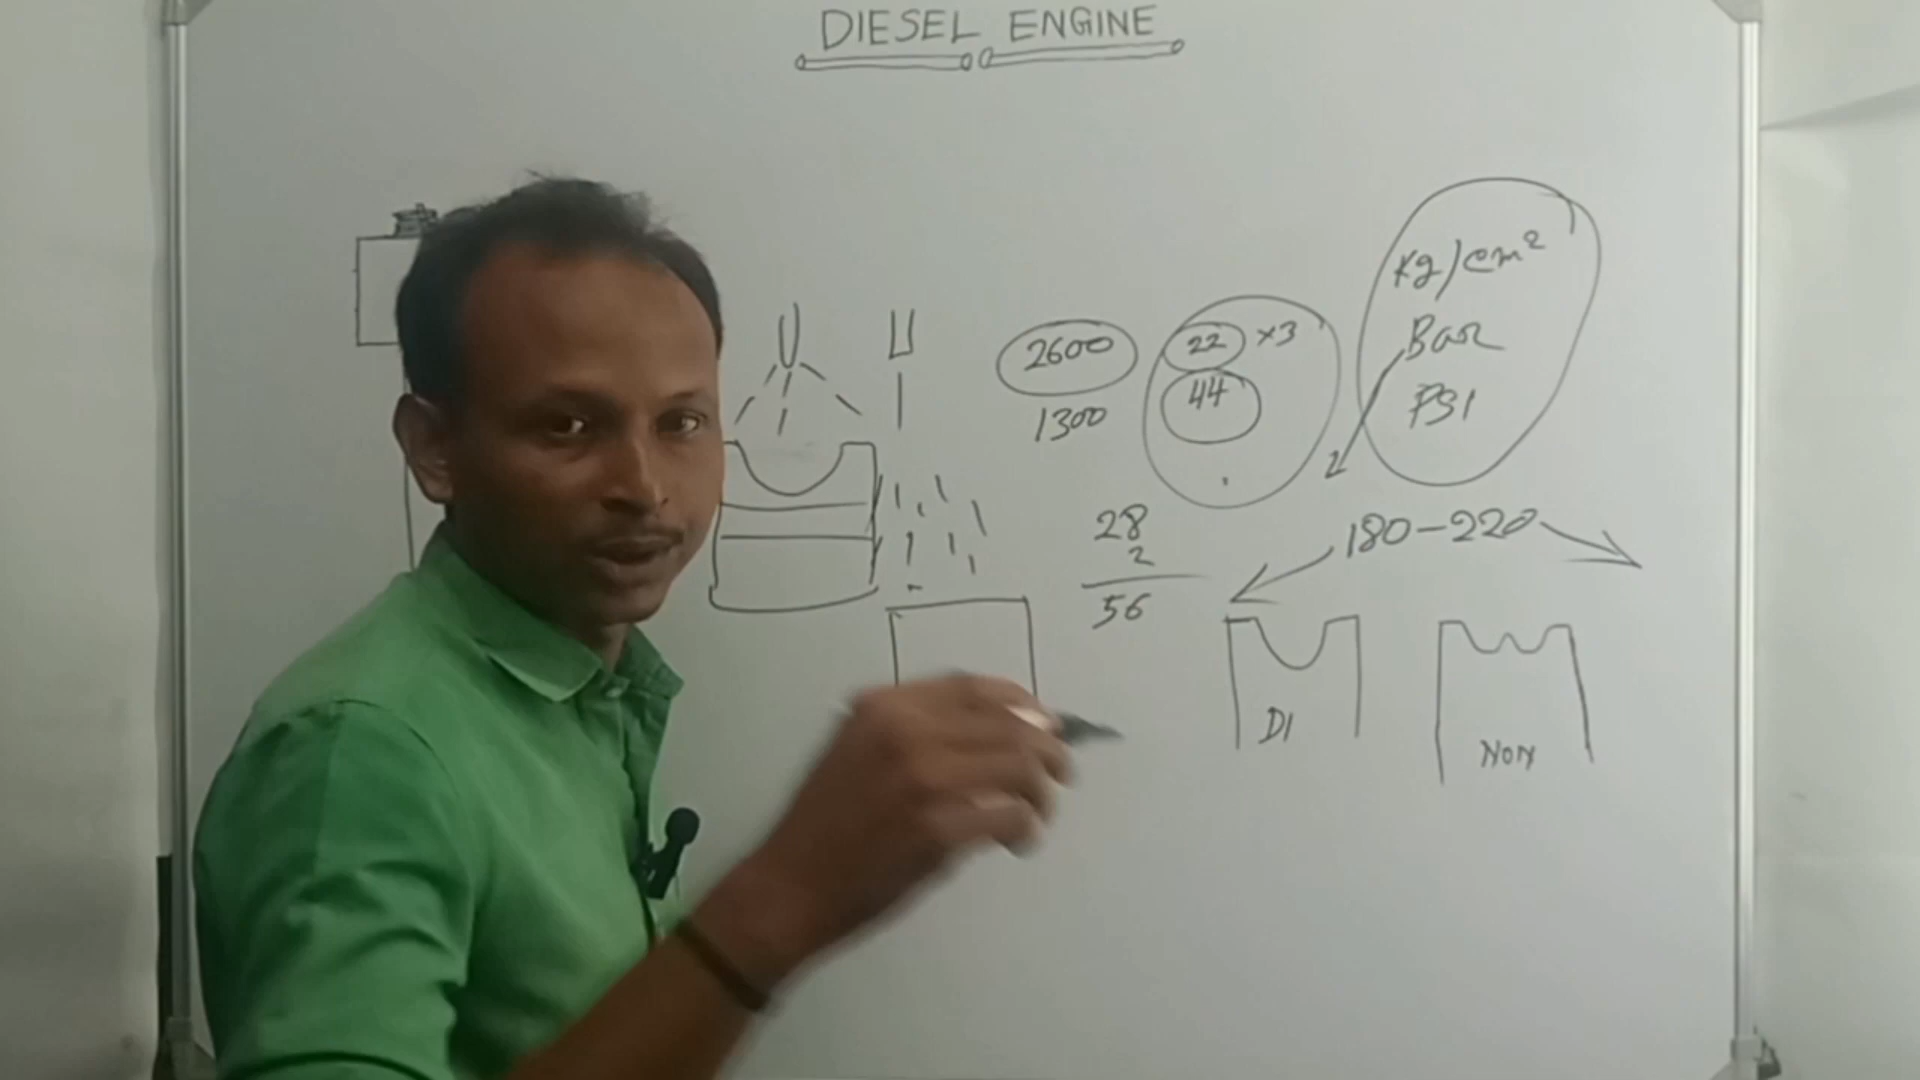 DIESEL ENGINE
2600
1300
22 ×3
44
Kg/cm²
Bar
PSI
28
2
56
180-220
DI
NON